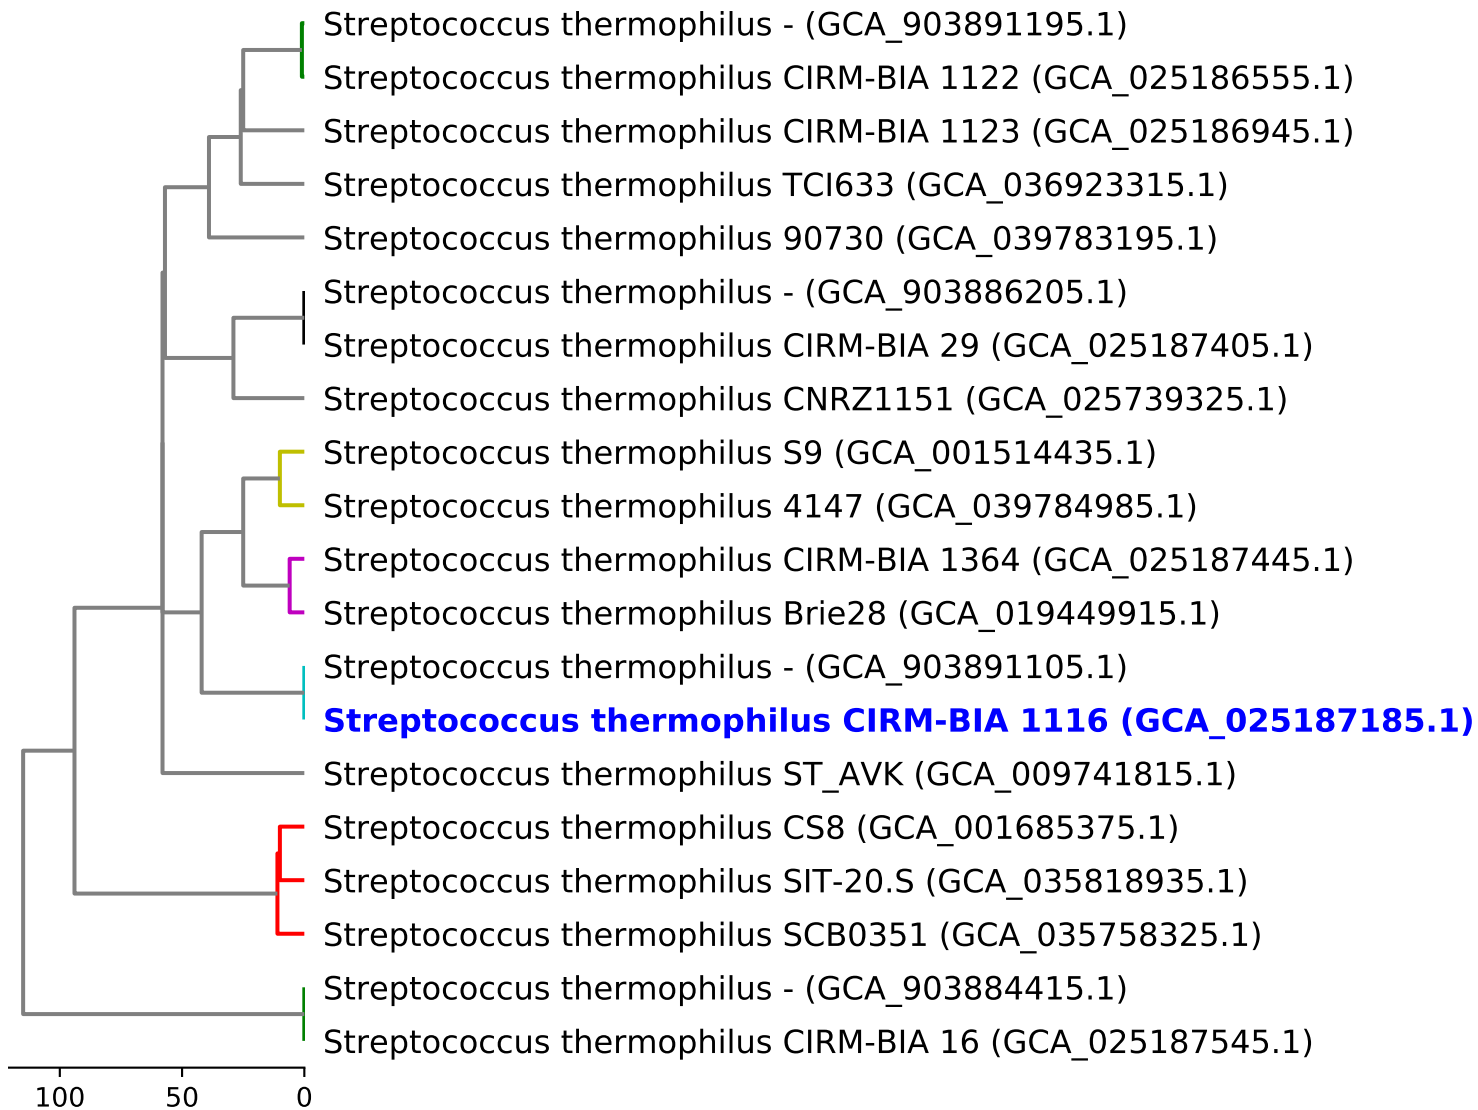 Streptococcus thermophilus - (GCA_903891195.1)
Streptococcus thermophilus CIRM-BIA 1122 (GCA_025186555.1)
Streptococcus thermophilus CIRM-BIA 1123 (GCA_025186945.1)
Streptococcus thermophilus TCI633 (GCA_036923315.1)
Streptococcus thermophilus 90730 (GCA_039783195.1)
Streptococcus thermophilus - (GCA_903886205.1)
Streptococcus thermophilus CIRM-BIA 29 (GCA_025187405.1)
Streptococcus thermophilus CNRZ1151 (GCA_025739325.1)
Streptococcus thermophilus S9 (GCA_001514435.1)
Streptococcus thermophilus 4147 (GCA_039784985.1)
Streptococcus thermophilus CIRM-BIA 1364 (GCA_025187445.1)
Streptococcus thermophilus Brie28 (GCA_019449915.1)
Streptococcus thermophilus - (GCA_903891105.1)
Streptococcus thermophilus CIRM-BIA 1116 (GCA_025187185.1)
Streptococcus thermophilus ST_AVK (GCA_009741815.1)
Streptococcus thermophilus CS8 (GCA_001685375.1)
Streptococcus thermophilus SIT-20.S (GCA_035818935.1)
Streptococcus thermophilus SCB0351 (GCA_035758325.1)
Streptococcus thermophilus - (GCA_903884415.1)
Streptococcus thermophilus CIRM-BIA 16 (GCA_025187545.1)
100 50 0